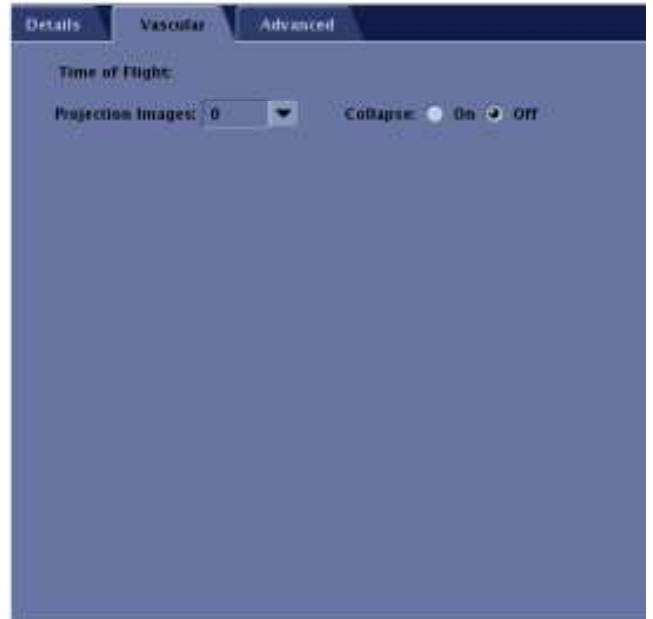 Details Vascular Advanced
Time of Flight:
Projection Images: 0 Collapse: On Off